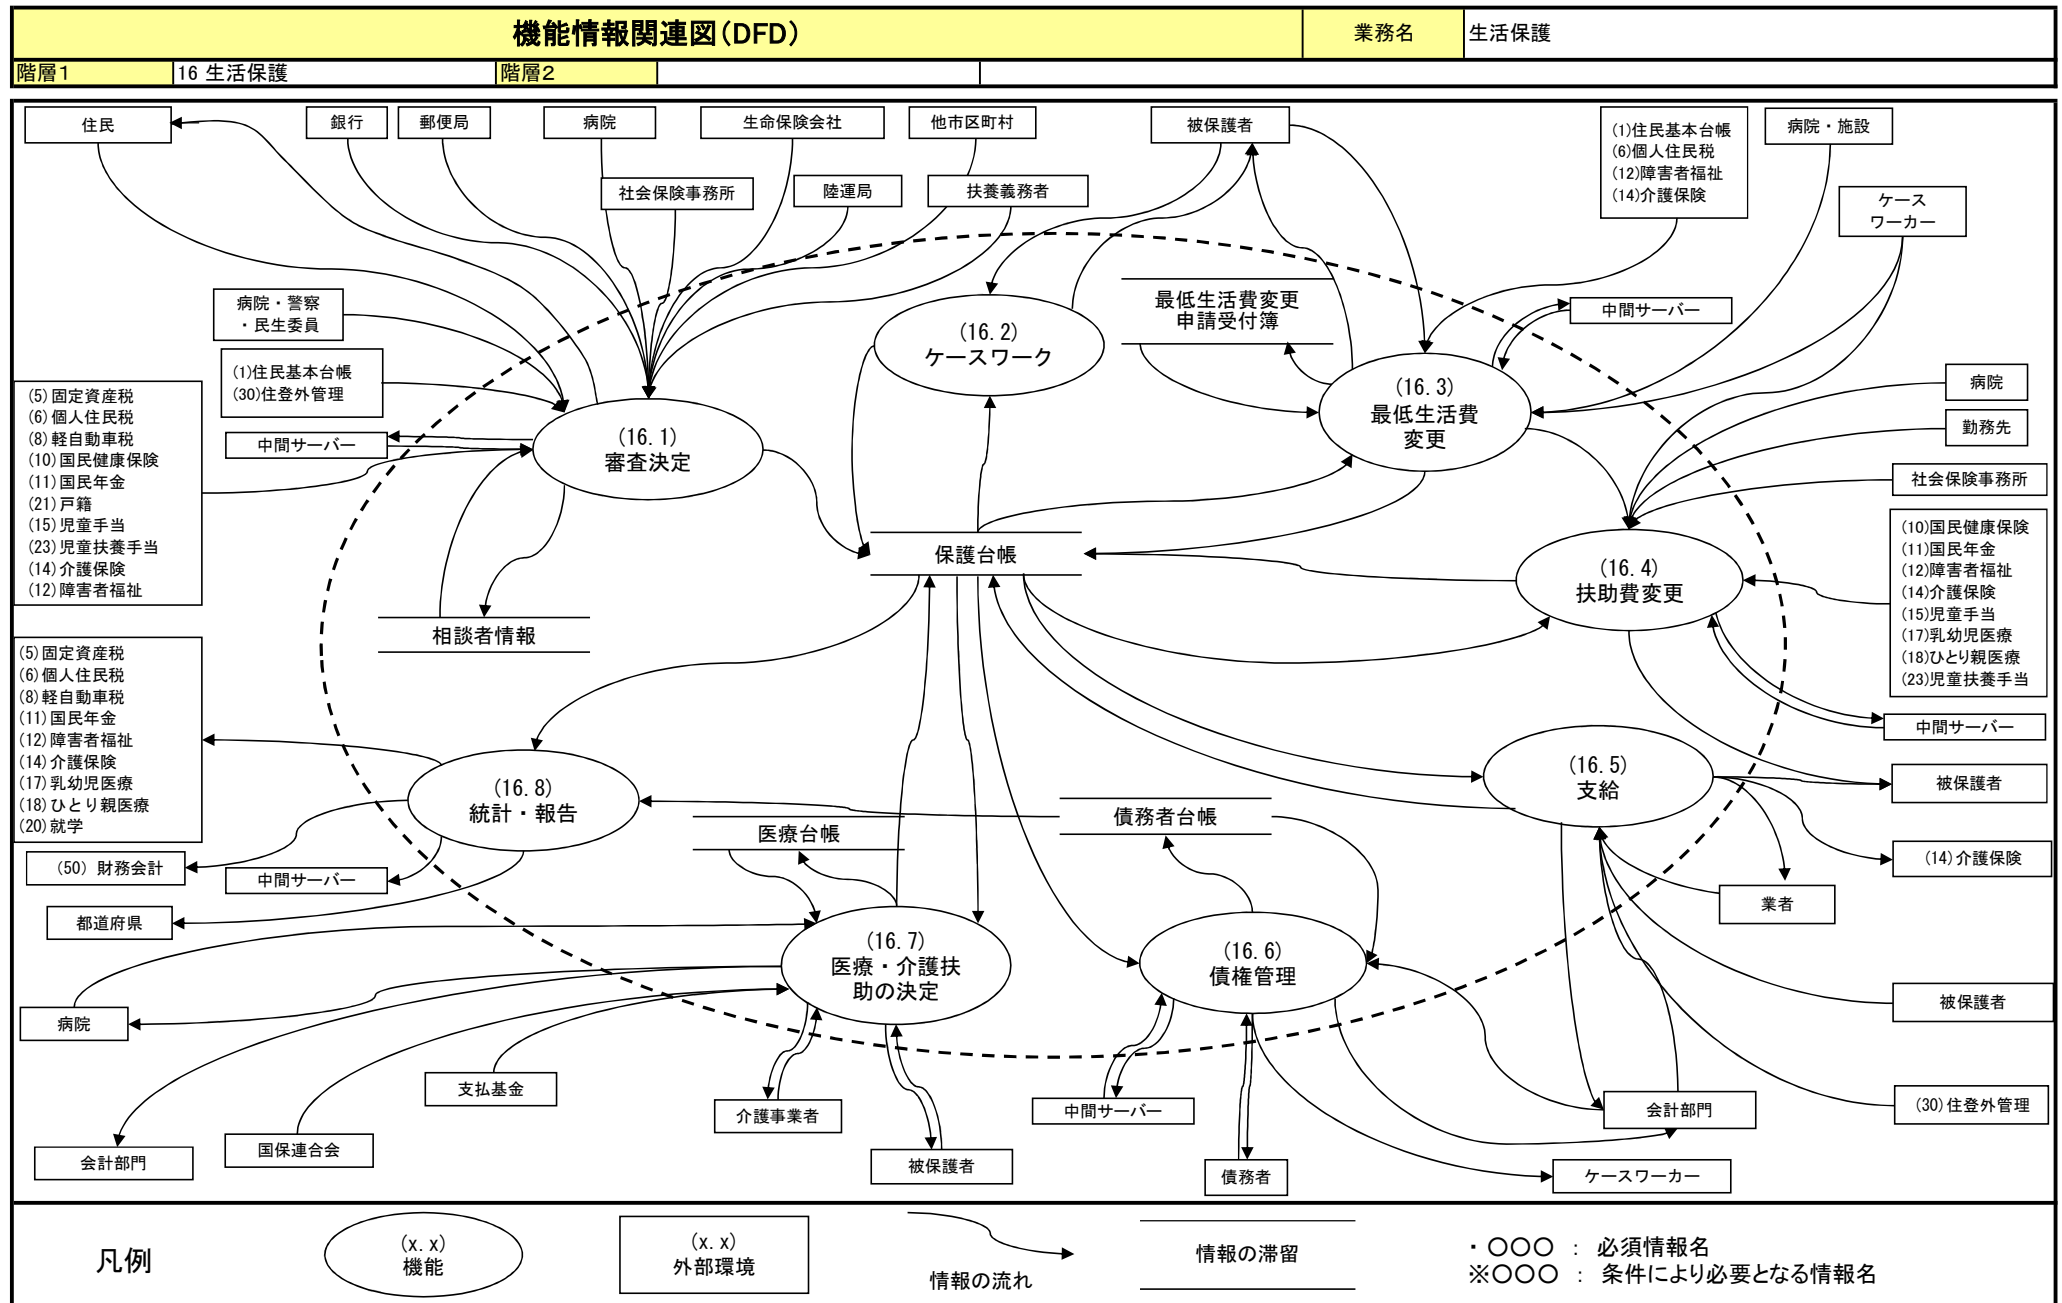 機能情報関連図(DFD)
業務名
生活保護
階層1
16 生活保護
階層2
住民
銀行
郵便局
病院
生命保険会社
他市区町村
被保護者
(1)住民基本台帳
(6)個人住民税
(12)障害者福祉
(14)介護保険
病院・施設
社会保険事務所
陸運局
扶養義務者
ケース
ワーカー
病院・警察
・民生委員
最低生活費変更
申請受付簿
中間サーバー
(16.2)
ケースワーク
(1)住民基本台帳
(30)住登外管理
(5)固定資産税
(6)個人住民税
(8)軽自動車税
(10)国民健康保険
(11)国民年金
(21)戸籍
(15)児童手当
(23)児童扶養手当
(14)介護保険
(12)障害者福祉
中間サーバー
(16.1)
審査決定
(16.3)
最低生活費
変更
病院
勤務先
社会保険事務所
保護台帳
(16.4)
扶助費変更
(10)国民健康保険
(11)国民年金
(12)障害者福祉
(14)介護保険
(15)児童手当
(17)乳幼児医療
(18)ひとり親医療
(23)児童扶養手当
相談者情報
(5)固定資産税
(6)個人住民税
(8)軽自動車税
(11)国民年金
(12)障害者福祉
(14)介護保険
(17)乳幼児医療
(18)ひとり親医療
(20)就学
中間サーバー
(16.5)
支給
被保護者
(16.8)
統計・報告
医療台帳
債務者台帳
(14)介護保険
(50)財務会計
中間サーバー
業者
都道府県
(16.7)
医療・介護扶
助の決定
(16.6)
債権管理
被保護者
病院
支払基金
介護事業者
中間サーバー
会計部門
(30)住登外管理
会計部門
国保連合会
被保護者
債務者
ケースワーカー
凡例
(x.x)
機能
(x.x)
外部環境
情報の流れ
情報の滞留
・〇〇〇 : 必須情報名
※〇〇〇 : 条件により必要となる情報名